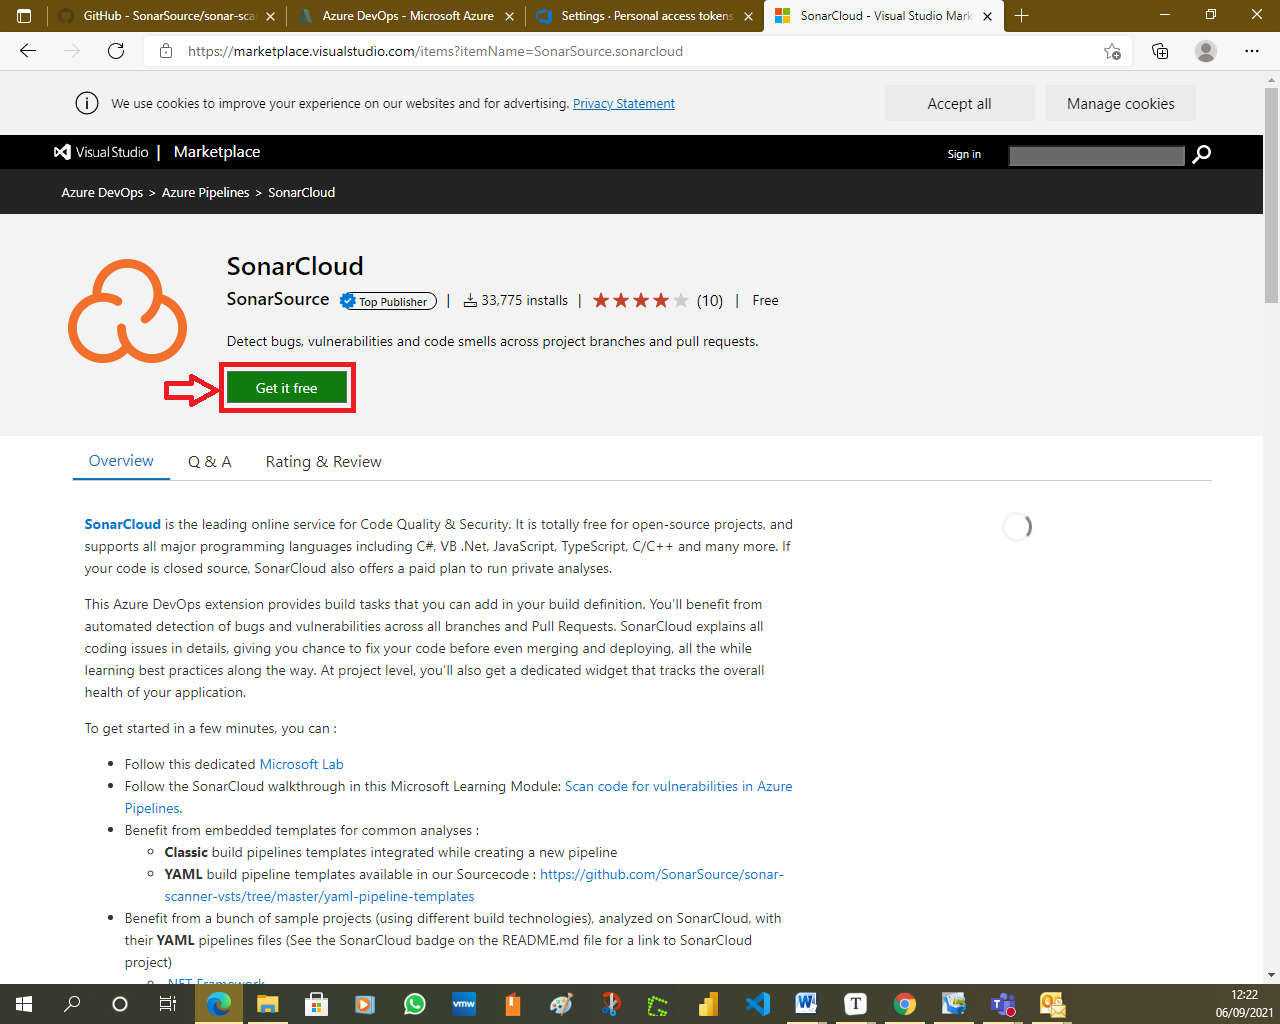 GitHub - SonarSource/sonar-sca
Azure DevOps - Microsoft Azure
Settings · Personal access tokens
SonarCloud - Visual Studio Mark
https://marketplace.visualstudio.com/items?itemName=SonarSource.sonarcloud
We use cookies to improve your experience on our websites and for advertising. Privacy Statement
Accept all
Manage cookies
Visual Studio | Marketplace
Sign in
Azure DevOps > Azure Pipelines > SonarCloud
SonarCloud
SonarSource Top Publisher | 33,775 installs | (10) | Free
Detect bugs, vulnerabilities and code smells across project branches and pull requests.
Get it free
Overview Q & A Rating & Review
SonarCloud is the leading online service for Code Quality & Security. It is totally free for open-source projects, and
supports all major programming languages including C#, VB .Net, JavaScript, TypeScript, C/C++ and many more. If
your code is closed source, SonarCloud also offers a paid plan to run private analyses.
This Azure DevOps extension provides build tasks that you can add in your build definition. You'll benefit from
automated detection of bugs and vulnerabilities across all branches and Pull Requests. SonarCloud explains all
coding issues in details, giving you chance to fix your code before even merging and deploying, all the while
learning best practices along the way. At project level, you'll also get a dedicated widget that tracks the overall
health of your application.
To get started in a few minutes, you can :
• Follow this dedicated Microsoft Lab
• Follow the SonarCloud walkthrough in this Microsoft Learning Module: Scan code for vulnerabilities in Azure
Pipelines.
• Benefit from embedded templates for common analyses :
◦ Classic build pipelines templates integrated while creating a new pipeline
◦ YAML build pipeline templates available in our Sourcecode : https://github.com/SonarSource/sonar-
scanner-vsts/tree/master/yaml-pipeline-templates
• Benefit from a bunch of sample projects (using different build technologies), analyzed on SonarCloud, with
their YAML pipelines files (See the SonarCloud badge on the README.md file for a link to SonarCloud
project)
◦ .NET Framework
vmw
12:22
06/09/2021